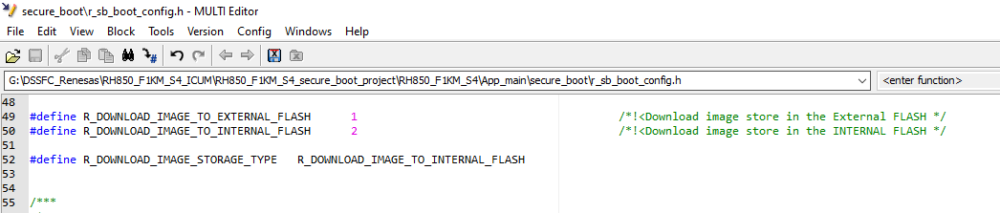 secure_boot\r_sb_boot_config.h - MULTI Editor
File Edit View Block Tools Version Config Windows Help
G:\DSSFC_Renesas\RH850_F1KM_S4_ICUM\RH850_F1KM_S4_secure_boot_project\RH850_F1KM_S4\App_main\secure_boot\r_sb_boot_config.h <enter function>
48
49 #define R_DOWNLOAD_IMAGE_TO_EXTERNAL_FLASH 1 /*!<Download image store in the External FLASH */
50 #define R_DOWNLOAD_IMAGE_TO_INTERNAL_FLASH 2 /*!<Download image store in the INTERNAL FLASH */
51
52 #define R_DOWNLOAD_IMAGE_STORAGE_TYPE R_DOWNLOAD_IMAGE_TO_INTERNAL_FLASH
53
54
55 /***